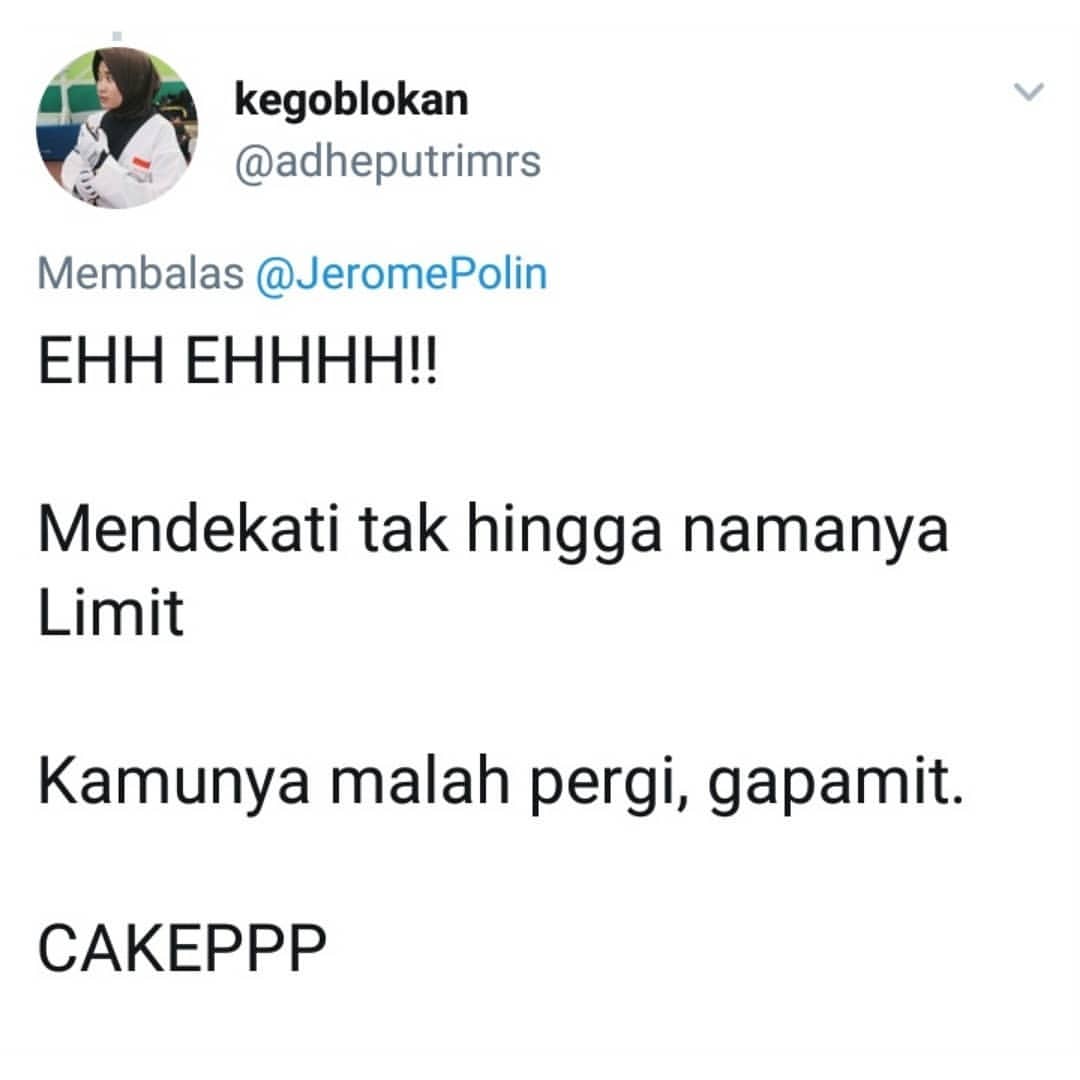 kegoblokan
@adheputrimrs
Membalas @JeromePolin
EHH EHHHH!!
Mendekati tak hingga namanya
Limit
Kamunya malah pergi, gapamit.
CAKEPPP